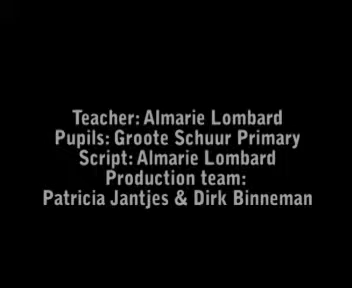 Teacher: Almarie Lombard
Pupils: Groote Schuur Primary
Script: Almarie Lombard
Production team:
Patricia Jantjes & Dirk Binneman